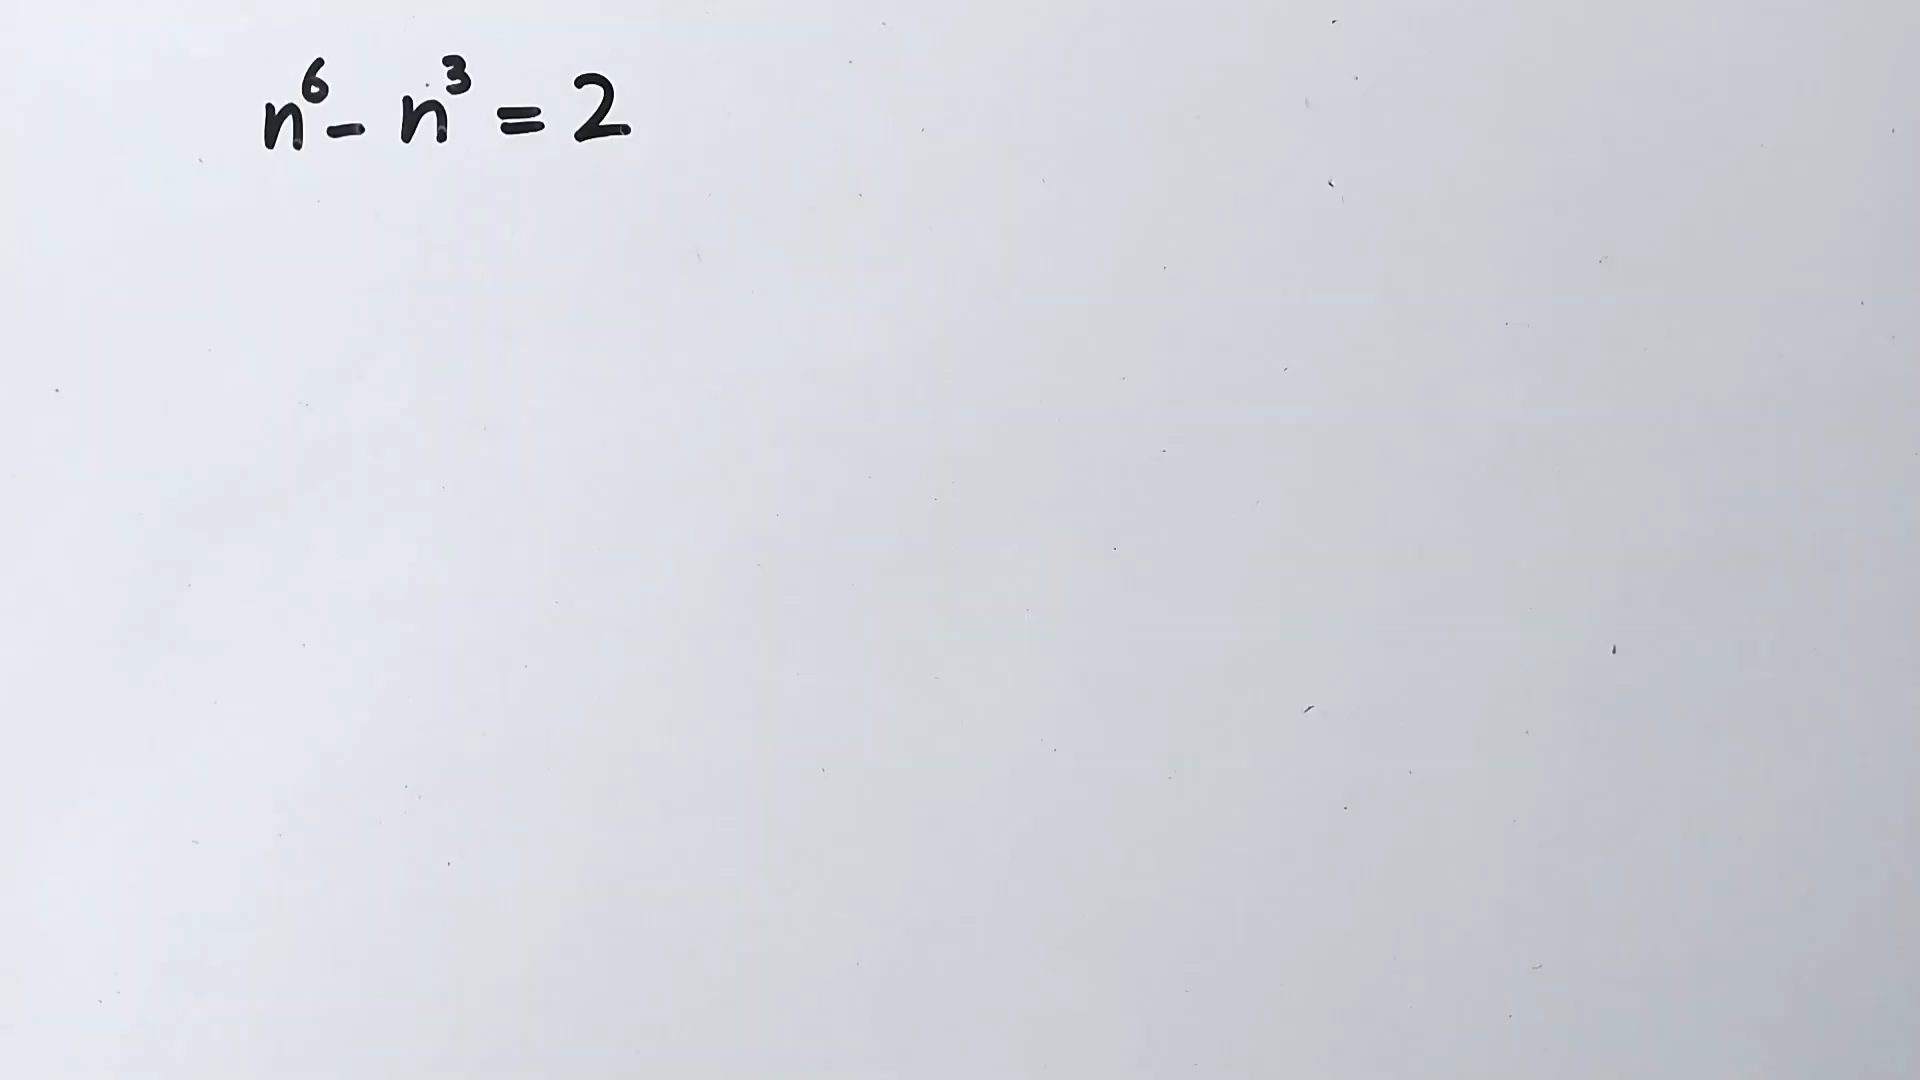 n⁶ - n³ = 2